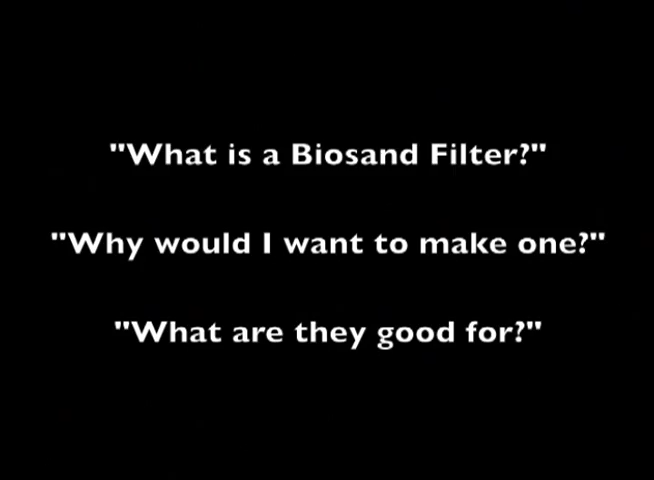 "What is a Biosand Filter?"
"Why would I want to make one?"
"What are they good for?"